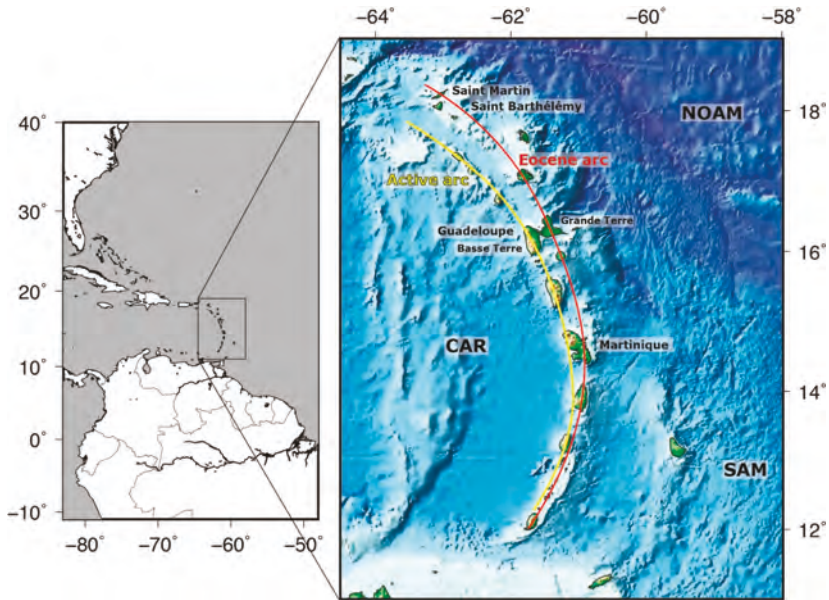 −64° −62° −60° −58°
Saint Martin
Saint Barthélémy
NOAM
18°
40°
Eocene arc
Active arc
30°
Grande Terre
Guadeloupe
Basse Terre
16°
20°
CAR
Martinique
10°
14°
0°
SAM
−10°
12°
−80° −70° −60° −50°